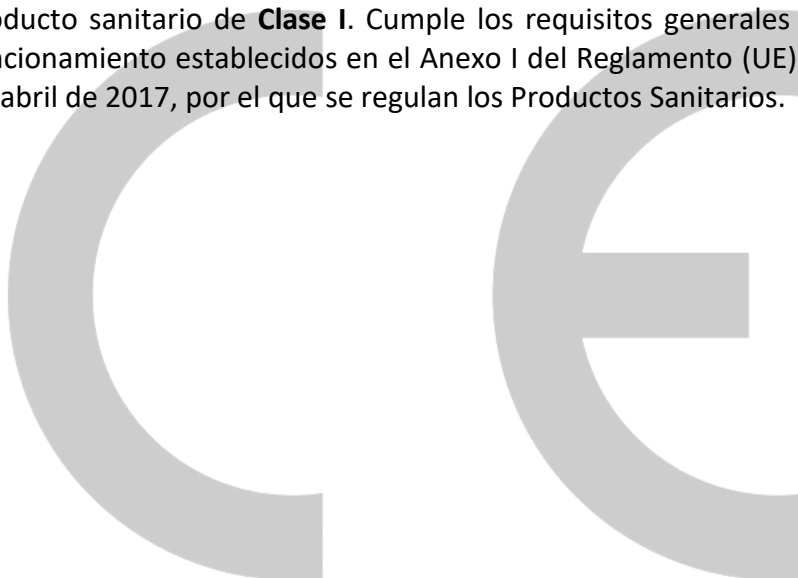 oducto sanitario de Clase I. Cumple los requisitos generales
ncionamiento establecidos en el Anexo I del Reglamento (UE)
abril de 2017, por el que se regulan los Productos Sanitarios.
CE